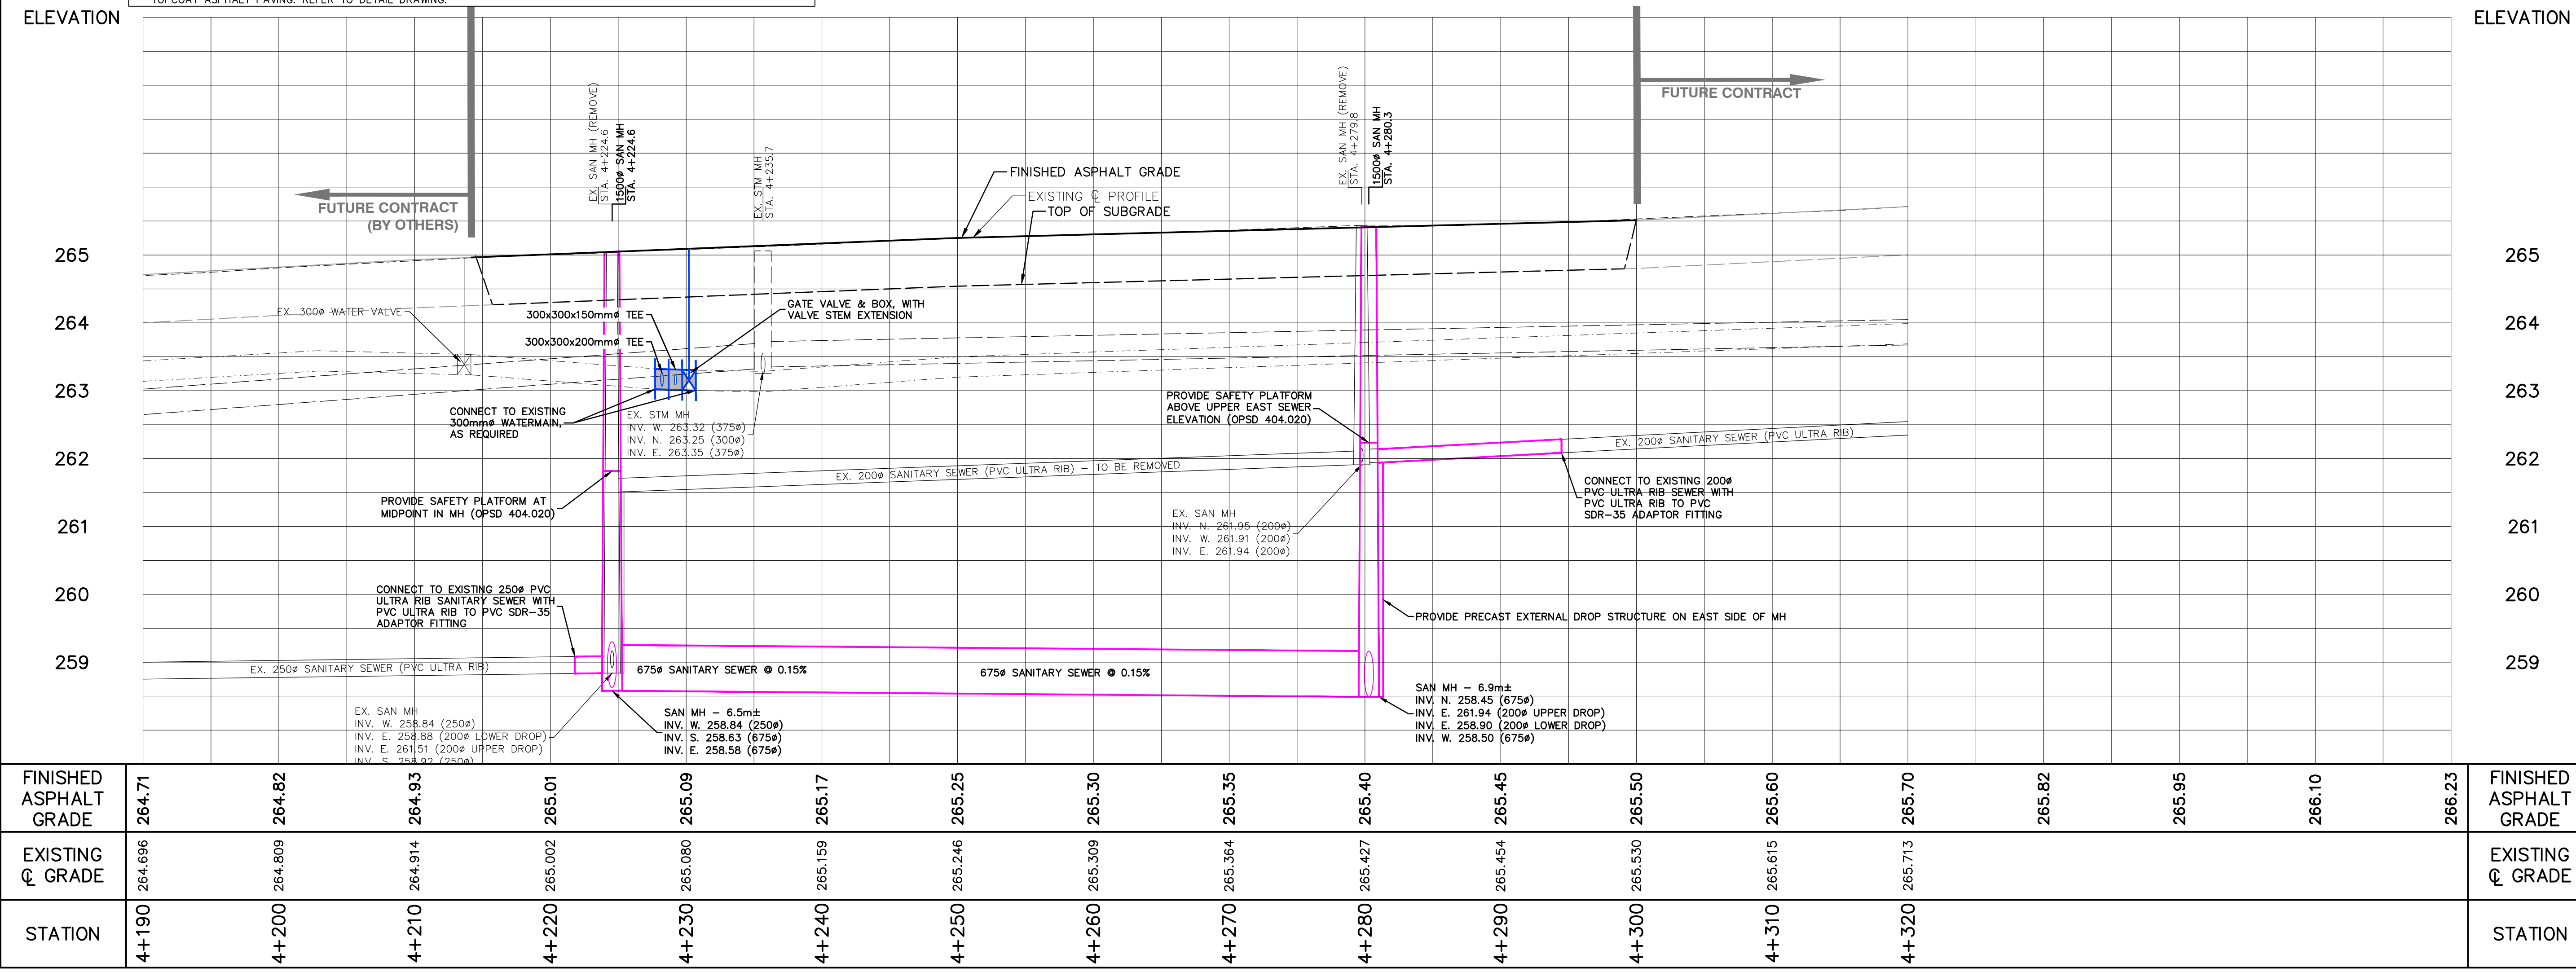 TOPCOAT ASPHALT PAVING. REFER TO DETAIL DRAWING.
ELEVATION
ELEVATION
FUTURE CONTRACT
(BY OTHERS)
FUTURE CONTRACT
EX. SAN MH (REMOVE)
STA. 4+224.6
1500ø SAN MH
STA. 4+224.6
EX. STM MH
STA. 4+235.7
EX. SAN MH (REMOVE)
STA. 4+279.8
1500ø SAN MH
STA. 4+280.3
FINISHED ASPHALT GRADE
EXISTING ℄ PROFILE
TOP OF SUBGRADE
265
264
263
262
261
260
259
265
264
263
262
261
260
259
EX. 300ø WATER VALVE
300x300x150mmø TEE
300x300x200mmø TEE
GATE VALVE & BOX, WITH
VALVE STEM EXTENSION
CONNECT TO EXISTING
300mmø WATERMAIN,
AS REQUIRED
EX. STM MH
INV. W. 263.32 (375ø)
INV. N. 263.25 (300ø)
INV. E. 263.35 (375ø)
PROVIDE SAFETY PLATFORM
ABOVE UPPER EAST SEWER
ELEVATION (OPSD 404.020)
EX. 200ø SANITARY SEWER (PVC ULTRA RIB)
EX. 200ø SANITARY SEWER (PVC ULTRA RIB) – TO BE REMOVED
PROVIDE SAFETY PLATFORM AT
MIDPOINT IN MH (OPSD 404.020)
CONNECT TO EXISTING 200ø
PVC ULTRA RIB SEWER WITH
PVC ULTRA RIB TO PVC
SDR-35 ADAPTOR FITTING
EX. SAN MH
INV. N. 261.95 (200ø)
INV. W. 261.91 (200ø)
INV. E. 261.94 (200ø)
CONNECT TO EXISTING 250ø PVC
ULTRA RIB SANITARY SEWER WITH
PVC ULTRA RIB TO PVC SDR-35
ADAPTOR FITTING
PROVIDE PRECAST EXTERNAL DROP STRUCTURE ON EAST SIDE OF MH
EX. 250ø SANITARY SEWER (PVC ULTRA RIB)
675ø SANITARY SEWER @ 0.15%
675ø SANITARY SEWER @ 0.15%
EX. SAN MH
INV. W. 258.84 (250ø)
INV. E. 258.88 (200ø LOWER DROP)
INV. E. 261.51 (200ø UPPER DROP)
INV. S. 258.92 (250ø)
SAN MH – 6.5m±
INV. W. 258.84 (250ø)
INV. S. 258.63 (675ø)
INV. E. 258.58 (675ø)
SAN MH – 6.9m±
INV. N. 258.45 (675ø)
INV. E. 261.94 (200ø UPPER DROP)
INV. E. 258.90 (200ø LOWER DROP)
INV. W. 258.50 (675ø)
FINISHED
ASPHALT
GRADE
264.71
264.82
264.93
265.01
265.09
265.17
265.25
265.30
265.35
265.40
265.45
265.50
265.60
265.70
265.82
265.95
266.10
266.23
FINISHED
ASPHALT
GRADE
EXISTING
℄ GRADE
264.696
264.809
264.914
265.002
265.080
265.159
265.246
265.309
265.364
265.427
265.454
265.530
265.615
265.713
EXISTING
℄ GRADE
STATION
4+190
4+200
4+210
4+220
4+230
4+240
4+250
4+260
4+270
4+280
4+290
4+300
4+310
4+320
STATION